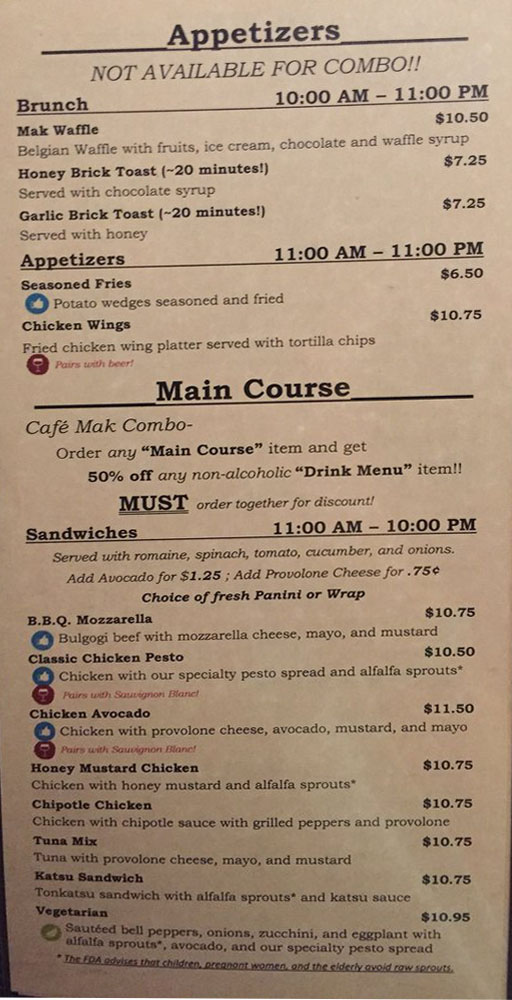 Appetizers
NOT AVAILABLE FOR COMBO!!
Brunch 10:00 AM – 11:00 PM
Mak Waffle $10.50
Belgian Waffle with fruits, ice cream, chocolate and waffle syrup
Honey Brick Toast (~20 minutes!) $7.25
Served with chocolate syrup
Garlic Brick Toast (~20 minutes!) $7.25
Served with honey
Appetizers 11:00 AM – 11:00 PM
Seasoned Fries $6.50
Potato wedges seasoned and fried
Chicken Wings $10.75
Fried chicken wing platter served with tortilla chips
Pairs with beer!
Main Course
Café Mak Combo-
Order any “Main Course” item and get
50% off any non-alcoholic “Drink Menu” item!!
MUST order together for discount!
Sandwiches 11:00 AM – 10:00 PM
Served with romaine, spinach, tomato, cucumber, and onions.
Add Avocado for $1.25 ; Add Provolone Cheese for .75¢
Choice of fresh Panini or Wrap
B.B.Q. Mozzarella $10.75
Bulgogi beef with mozzarella cheese, mayo, and mustard
Classic Chicken Pesto $10.50
Chicken with our specialty pesto spread and alfalfa sprouts*
Pairs with Sauvignon Blanc!
Chicken Avocado $11.50
Chicken with provolone cheese, avocado, mustard, and mayo
Pairs with Sauvignon Blanc!
Honey Mustard Chicken $10.75
Chicken with honey mustard and alfalfa sprouts*
Chipotle Chicken $10.75
Chicken with chipotle sauce with grilled peppers and provolone
Tuna Mix $10.75
Tuna with provolone cheese, mayo, and mustard
Katsu Sandwich $10.75
Tonkatsu sandwich with alfalfa sprouts* and katsu sauce
Vegetarian $10.95
Sautéed bell peppers, onions, zucchini, and eggplant with
alfalfa sprouts*, avocado, and our specialty pesto spread
* The FDA advises that children, pregnant women, and the elderly avoid raw sprouts.